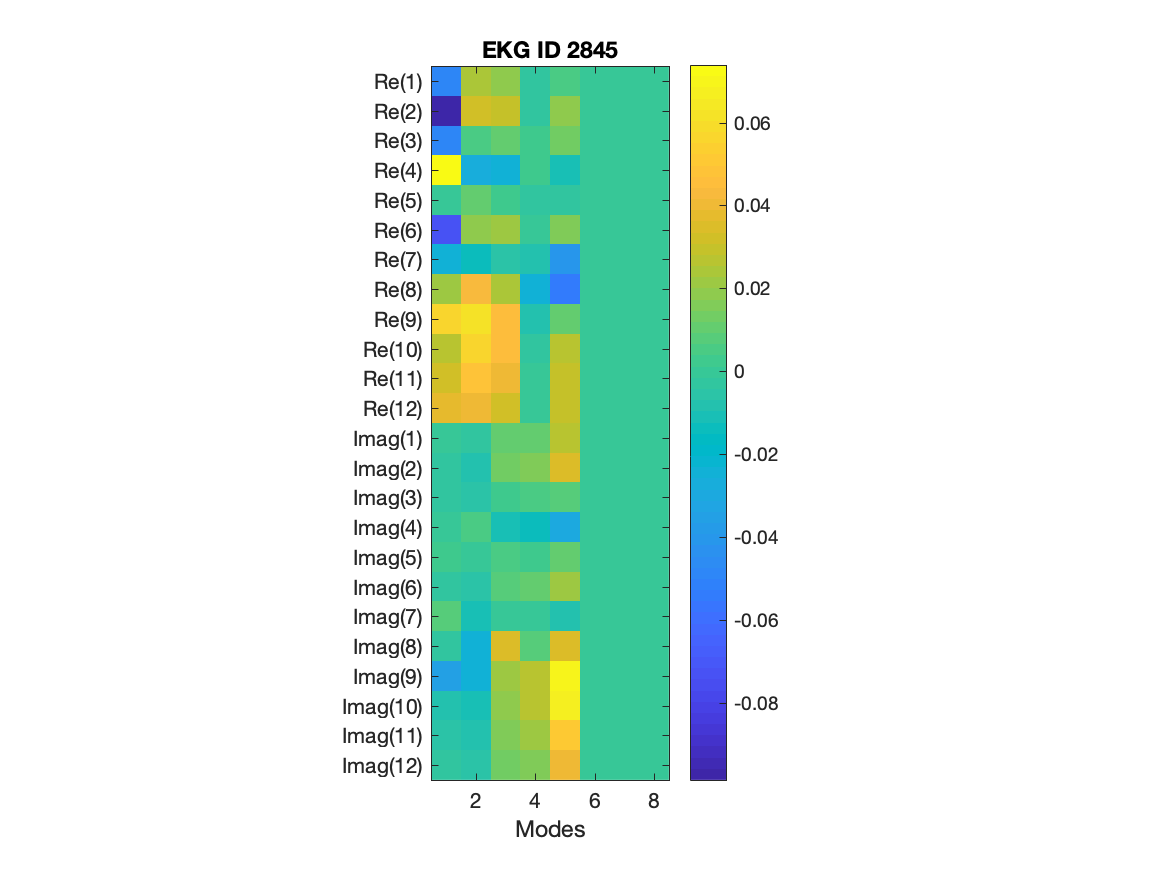 EKG ID 2845
Re(1)
Re(2)
Re(3)
Re(4)
Re(5)
Re(6)
Re(7)
Re(8)
Re(9)
Re(10)
Re(11)
Re(12)
Imag(1)
Imag(2)
Imag(3)
Imag(4)
Imag(5)
Imag(6)
Imag(7)
Imag(8)
Imag(9)
Imag(10)
Imag(11)
Imag(12)
2 4 6 8
Modes
0.06
0.04
0.02
0
-0.02
-0.04
-0.06
-0.08